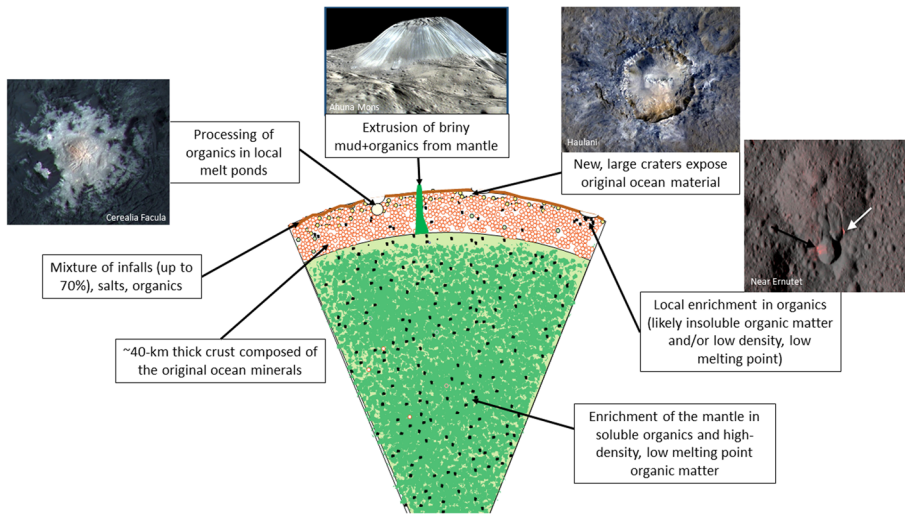 Ahuna Mons
Extrusion of briny
mud+organics from mantle
Haulani
New, large craters expose
original ocean material
Processing of
organics in local
melt ponds
Cerealia Facula
Near Ernutet
Mixture of infalls (up to
70%), salts, organics
Local enrichment in organics
(likely insoluble organic matter
and/or low density, low
melting point)
~40-km thick crust composed of
the original ocean minerals
Enrichment of the mantle in
soluble organics and high-
density, low melting point
organic matter